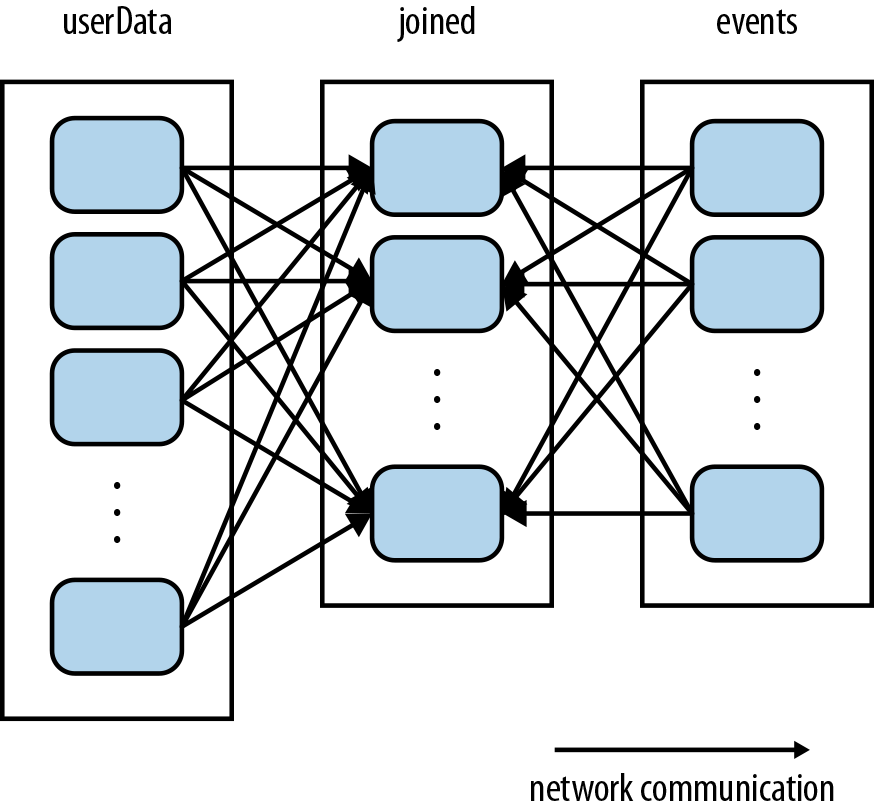 userData
joined
events
network communication